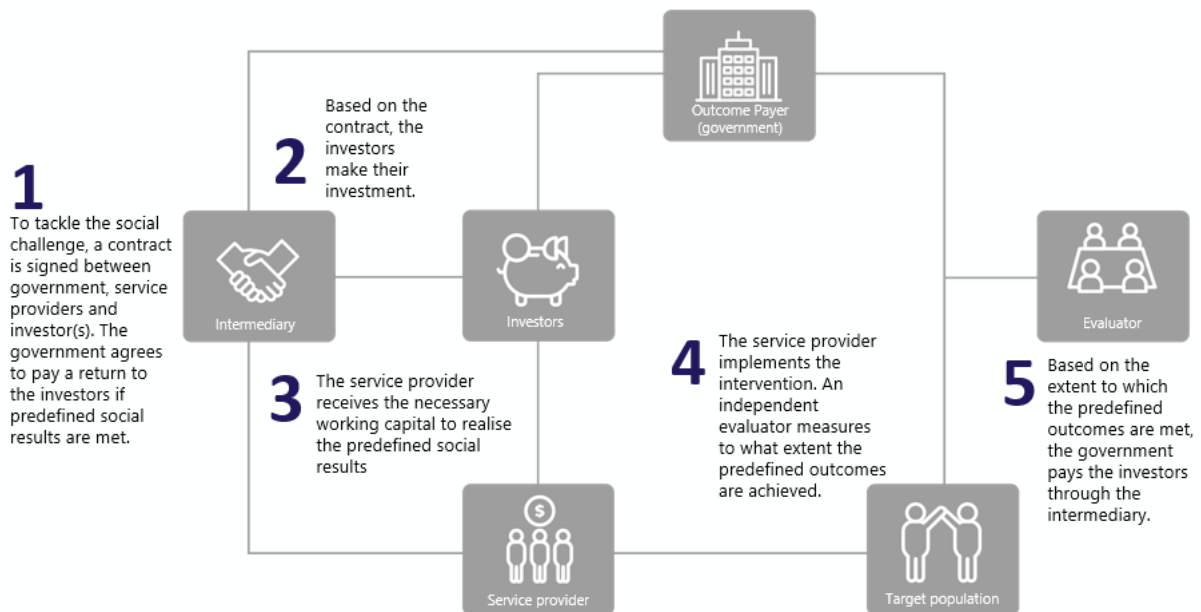 Outcome Payer
(government)
2
Based on the
contract, the
investors
make their
investment.
1
To tackle the social
challenge, a contract
is signed between
government, service
providers and
investor(s). The
government agrees
to pay a return to
the investors if
predefined social
results are met.
Intermediary
Investors
Evaluator
3
The service provider
receives the necessary
working capital to realise
the predefined social
results
4
The service provider
implements the
intervention. An
independent
evaluator measures
to what extent the
predefined outcomes
are achieved.
5
Based on the
extent to which
the predefined
outcomes are met,
the government
pays the investors
through the
intermediary.
$
Service provider
Target population